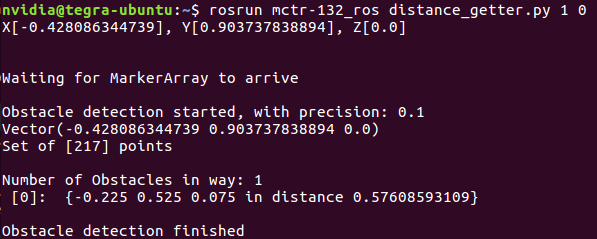 nvidia@tegra-ubuntu:~$ rosrun mctr-132_ros distance_getter.py 1 0
X[-0.428086344739], Y[0.903737838894], Z[0.0]
Waiting for MarkerArray to arrive
Obstacle detection started, with precision: 0.1
Vector(-0.428086344739 0.903737838894 0.0)
Set of [217] points
Number of Obstacles in way: 1
[0]:  {-0.225 0.525 0.075 in distance 0.57608593109}
Obstacle detection finished